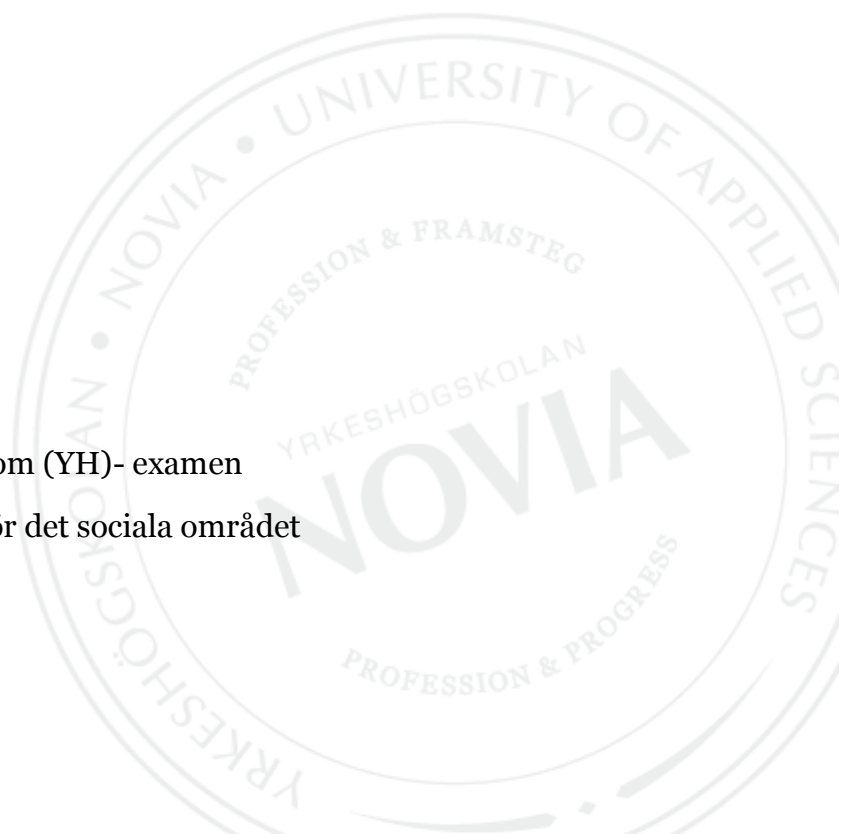 • NOVIA • UNIVERSITY OF APPLIED SCIENCES
PROFESSION & FRAMSTEG
YRKESHÖGSKOLAN
NOVIA
om (YH)- examen
ör det sociala området
PROFESSION & PROGRESS
YRKESHÖGSKOLAN